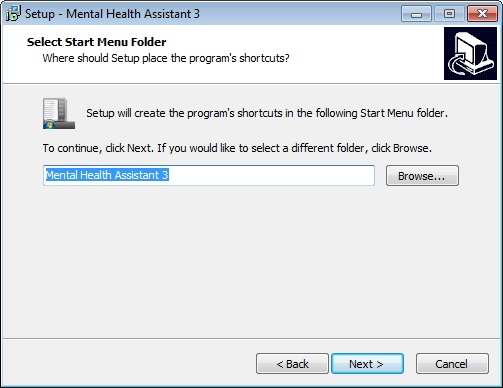 Setup - Mental Health Assistant 3
Select Start Menu Folder
Where should Setup place the program's shortcuts?
Setup will create the program's shortcuts in the following Start Menu folder.
To continue, click Next. If you would like to select a different folder, click Browse.
Mental Health Assistant 3
Browse...
< Back
Next >
Cancel